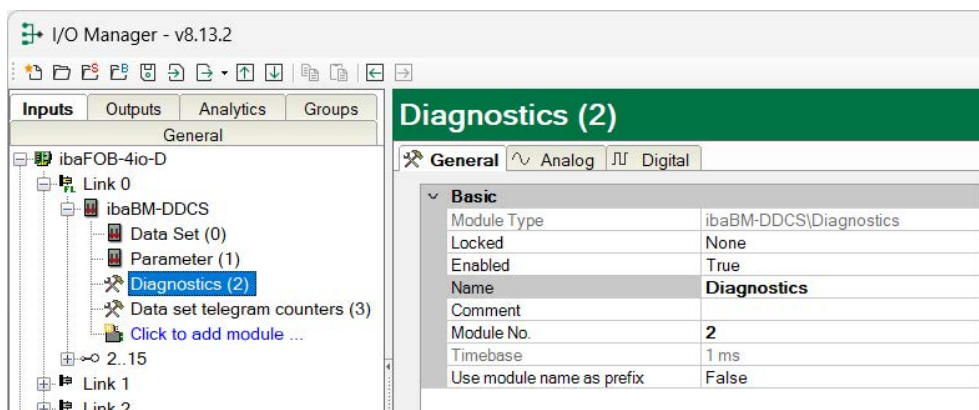 I/O Manager - v8.13.2
Inputs Outputs Analytics Groups
General
ibaFOB-4io-D
Link 0
ibaBM-DDCS
Data Set (0)
Parameter (1)
Diagnostics (2)
Data set telegram counters (3)
Click to add module ...
2..15
Link 1
Link 2
Diagnostics (2)
General Analog Digital
Basic
Module Type ibaBM-DDCS\Diagnostics
Locked None
Enabled True
Name Diagnostics
Comment
Module No. 2
Timebase 1 ms
Use module name as prefix False